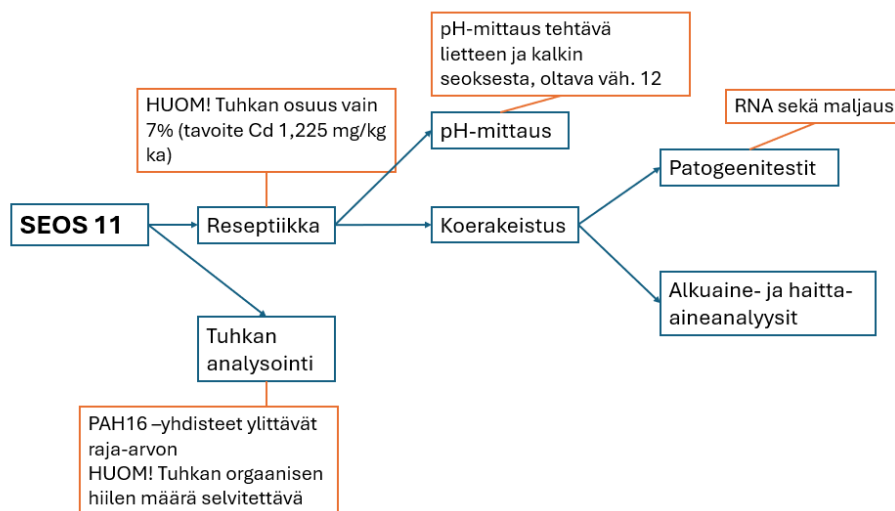 pH-mittaus tehtävä
lietteen ja kalkin
seoksesta, oltava väh. 12
HUOM! Tuhkan osuus vain
7% (tavoite Cd 1,225 mg/kg
ka)
RNA sekä maljaus
pH-mittaus
Patogeenitestit
SEOS 11
Reseptiikka
Koerakeistus
Alkuaine- ja haitta-
aineanalyysit
Tuhkan
analysointi
PAH16 –yhdisteet ylittävät
raja-arvon
HUOM! Tuhkan orgaanisen
hiilen määrä selvitettävä